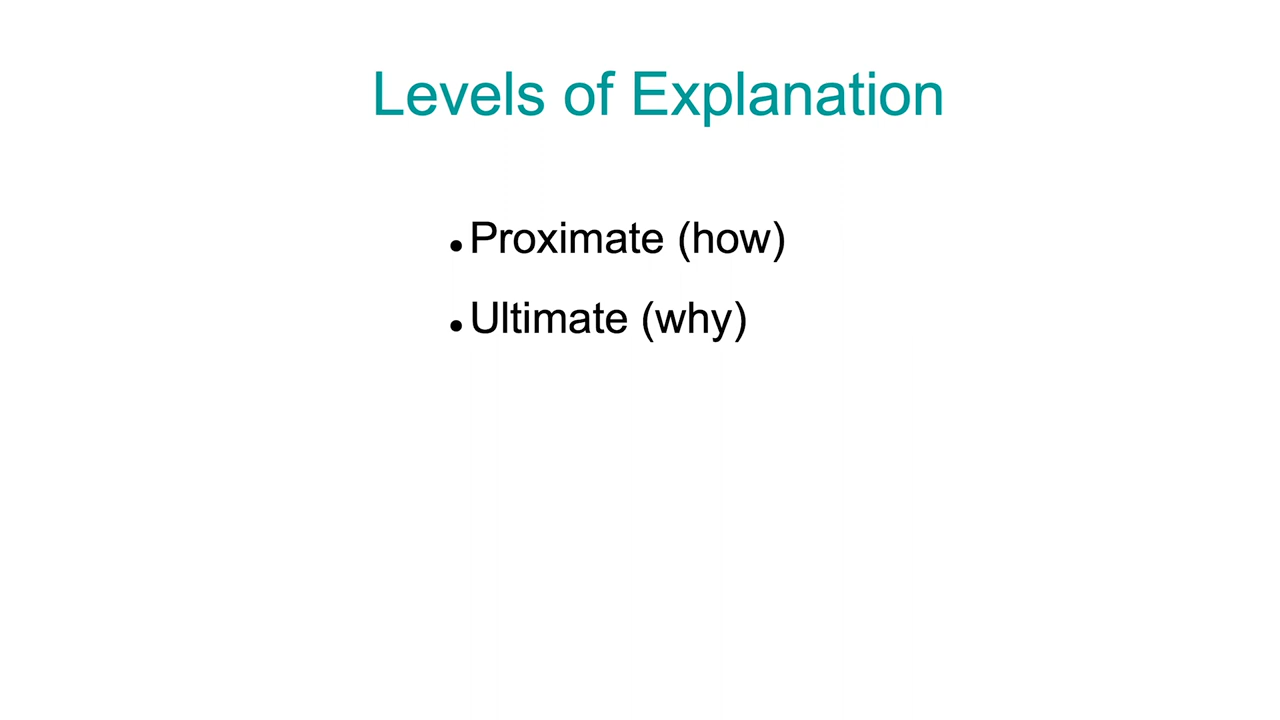 Levels of Explanation
• Proximate (how)
• Ultimate (why)